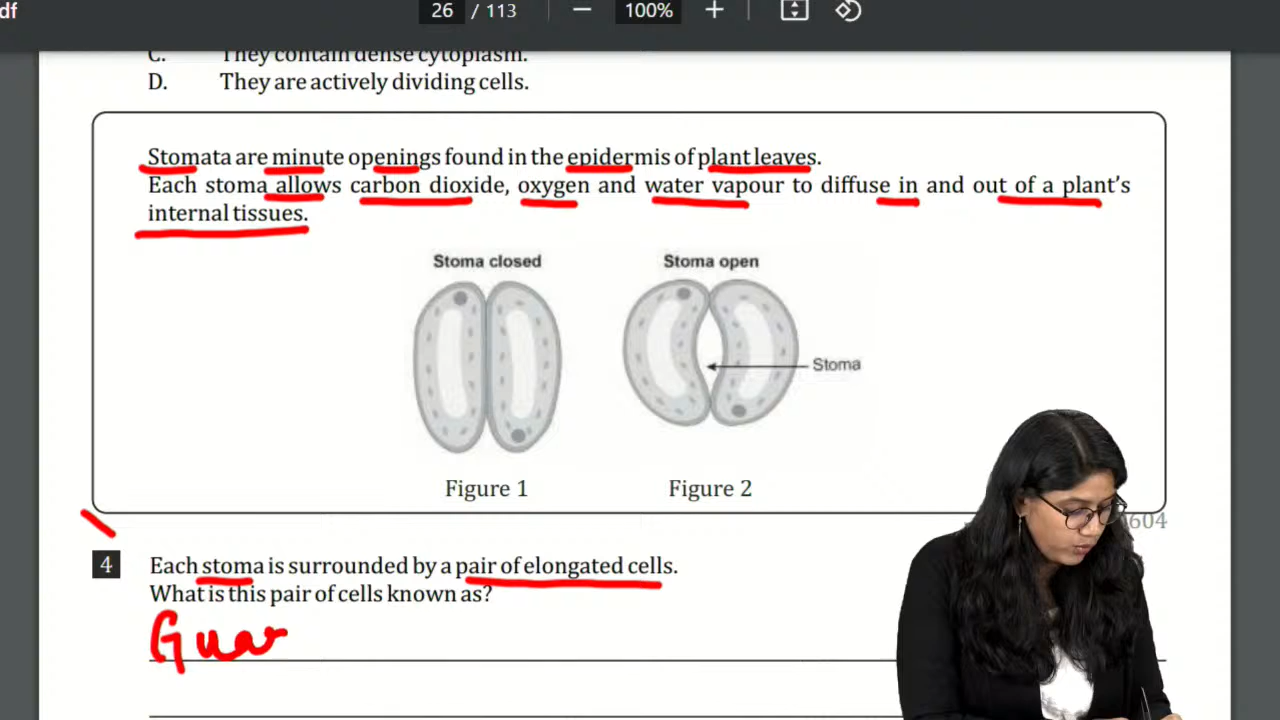 df
26 / 113
100%
C. They contain dense cytoplasm.
D. They are actively dividing cells.
Stomata are minute openings found in the epidermis of plant leaves.
Each stoma allows carbon dioxide, oxygen and water vapour to diffuse in and out of a plant's
internal tissues.
Stoma closed
Stoma open
Stoma
Figure 1
Figure 2
604
4 Each stoma is surrounded by a pair of elongated cells.
What is this pair of cells known as?
Guar